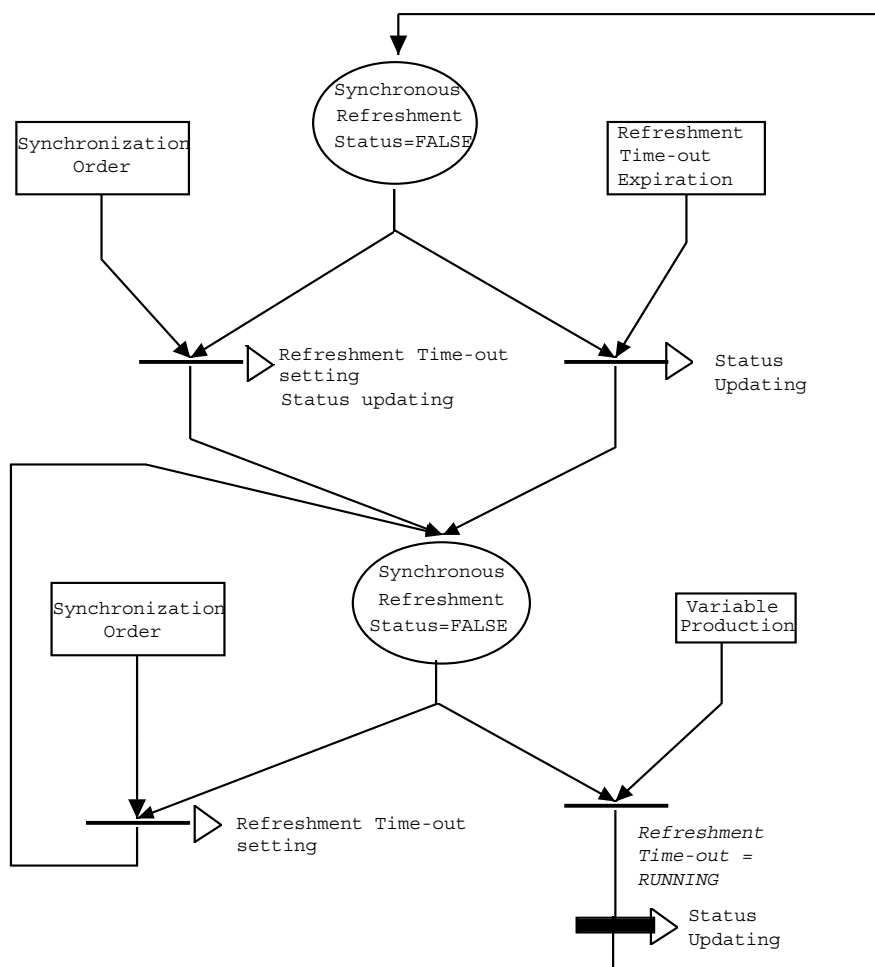 Synchronous
Refreshment
Status=FALSE
Synchronization
Order
Refreshment
Time-out
Expiration
Refreshment Time-out
setting
Status updating
Status
Updating
Synchronous
Refreshment
Status=FALSE
Synchronization
Order
Variable
Production
Refreshment Time-out
setting
Refreshment
Time-out =
RUNNING
Status
Updating